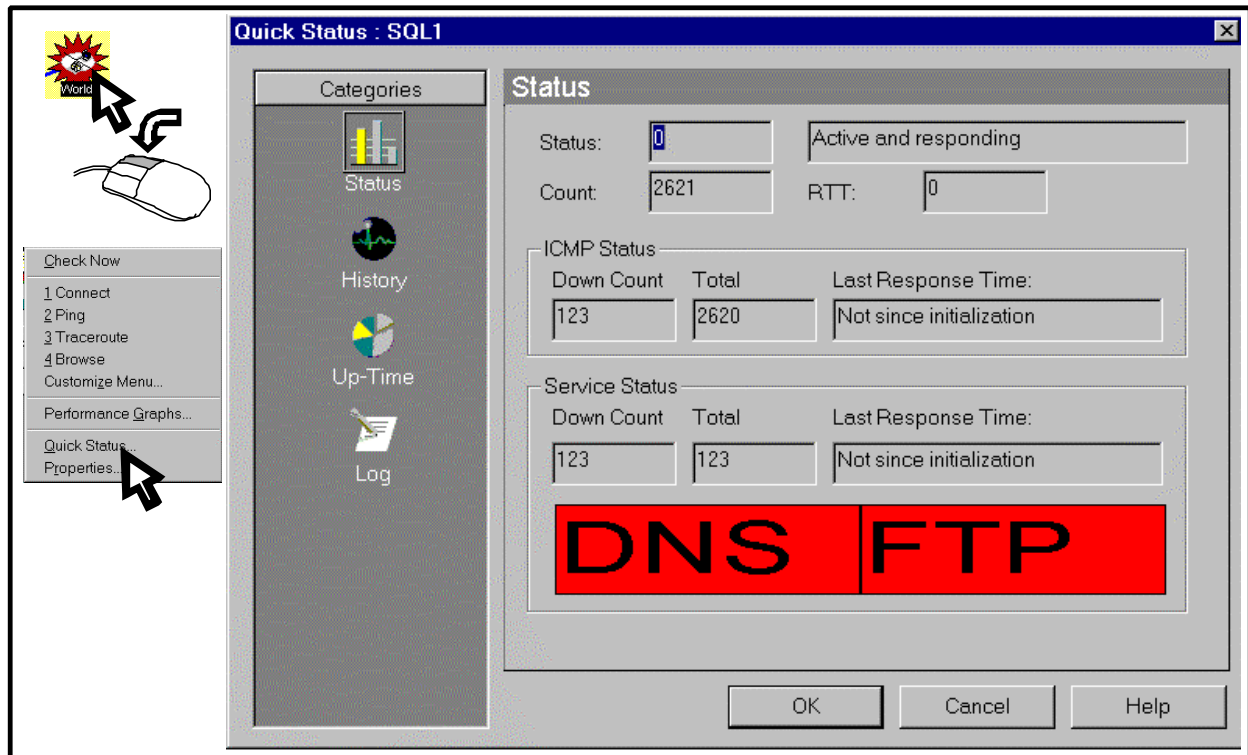 World
Check Now
1 Connect
2 Ping
3 Traceroute
4 Browse
Customize Menu...
Performance Graphs...
Quick Status...
Properties...
Quick Status : SQL1
Categories
Status
History
Up-Time
Log
Status
Status: 0 Active and responding
Count: 2621 RTT: 0
ICMP Status
Down Count Total Last Response Time:
123 2620 Not since initialization
Service Status
Down Count Total Last Response Time:
123 123 Not since initialization
DNS FTP
OK Cancel Help